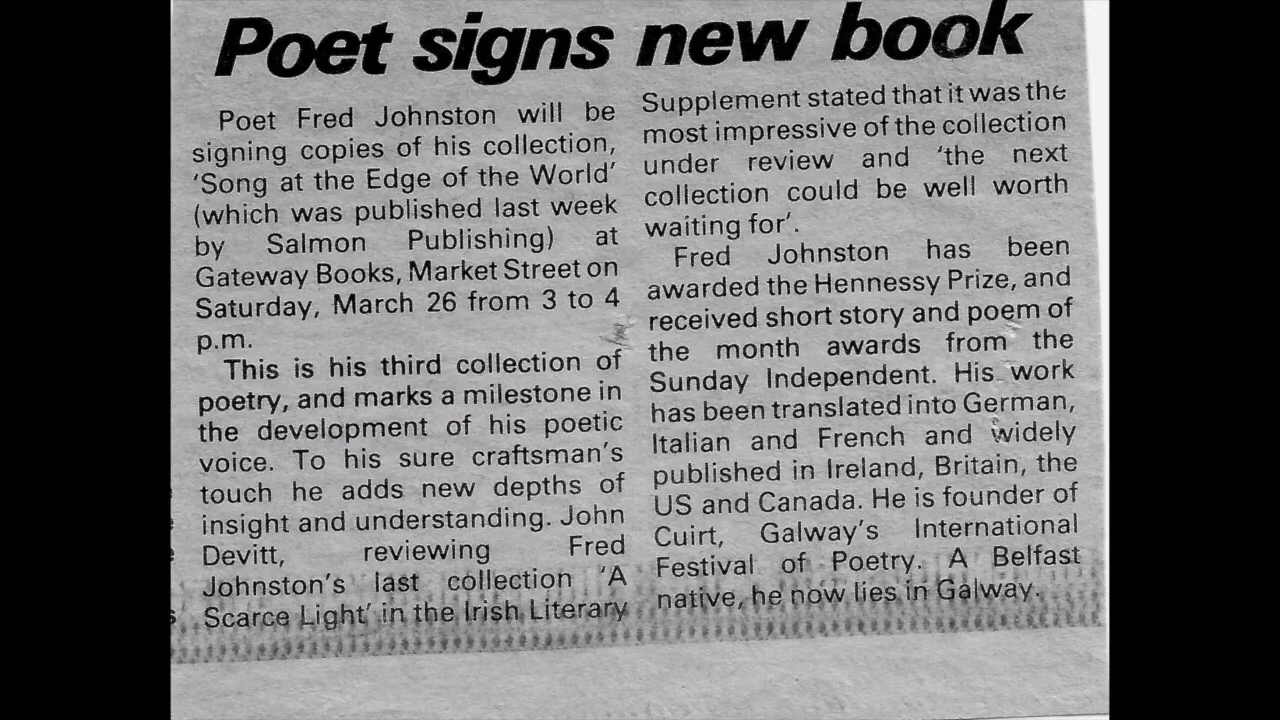 Poet signs new book
Poet Fred Johnston will be
signing copies of his collection,
'Song at the Edge of the World'
(which was published last week
by Salmon Publishing) at
Gateway Books, Market Street on
Saturday, March 26 from 3 to 4
p.m.
This is his third collection of
poetry, and marks a milestone in
the development of his poetic
voice. To his sure craftsman's
touch he adds new depths of
insight and understanding. John
Devitt, reviewing Fred
Johnston's last collection 'A
Scarce Light' in the Irish Literary
Supplement stated that it was the
most impressive of the collection
under review and 'the next
collection could be well worth
waiting for'.
Fred Johnston has been
awarded the Hennessy Prize, and
received short story and poem of
the month awards from the
Sunday Independent. His work
has been translated into German,
Italian and French and widely
published in Ireland, Britain, the
US and Canada. He is founder of
Cuirt, Galway's International
Festival of Poetry. A Belfast
native, he now lies in Galway.